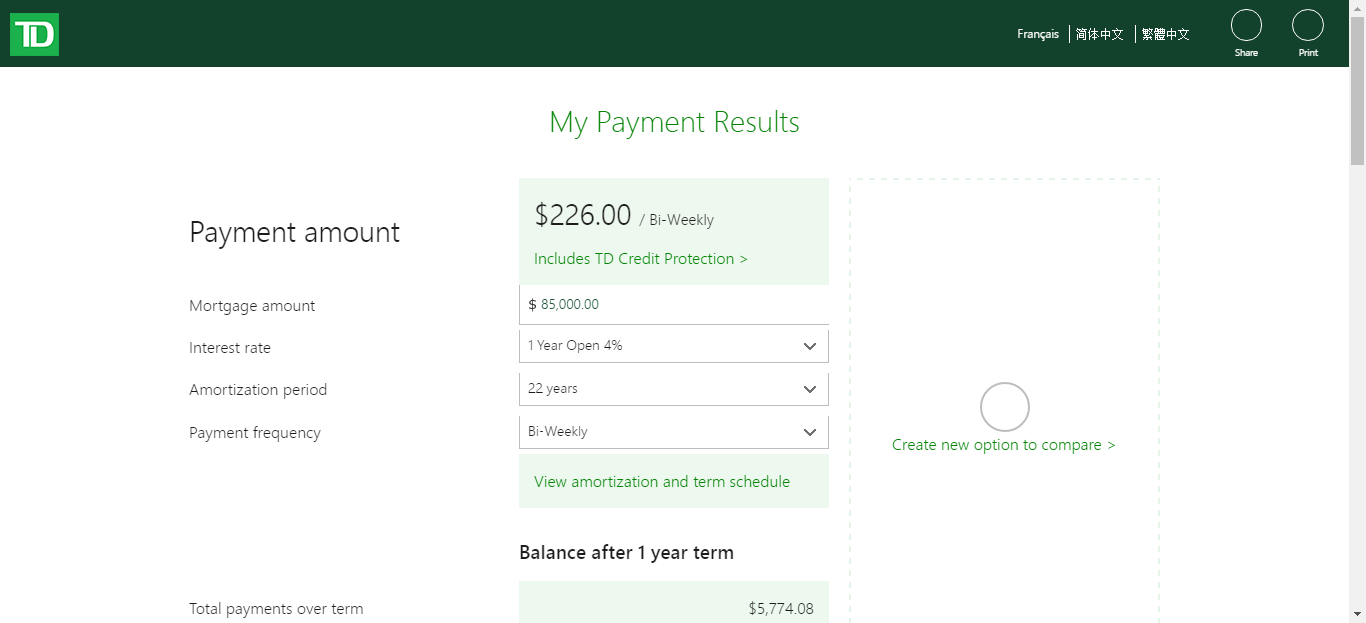 TD
Français
简体中文
繁體中文
Share
Print
My Payment Results
Payment amount
$226.00 / Bi-Weekly
Includes TD Credit Protection >
Mortgage amount
$ 85,000.00
Interest rate
1 Year Open 4%
Amortization period
22 years
Payment frequency
Bi-Weekly
View amortization and term schedule
Create new option to compare >
Balance after 1 year term
Total payments over term
$5,774.08